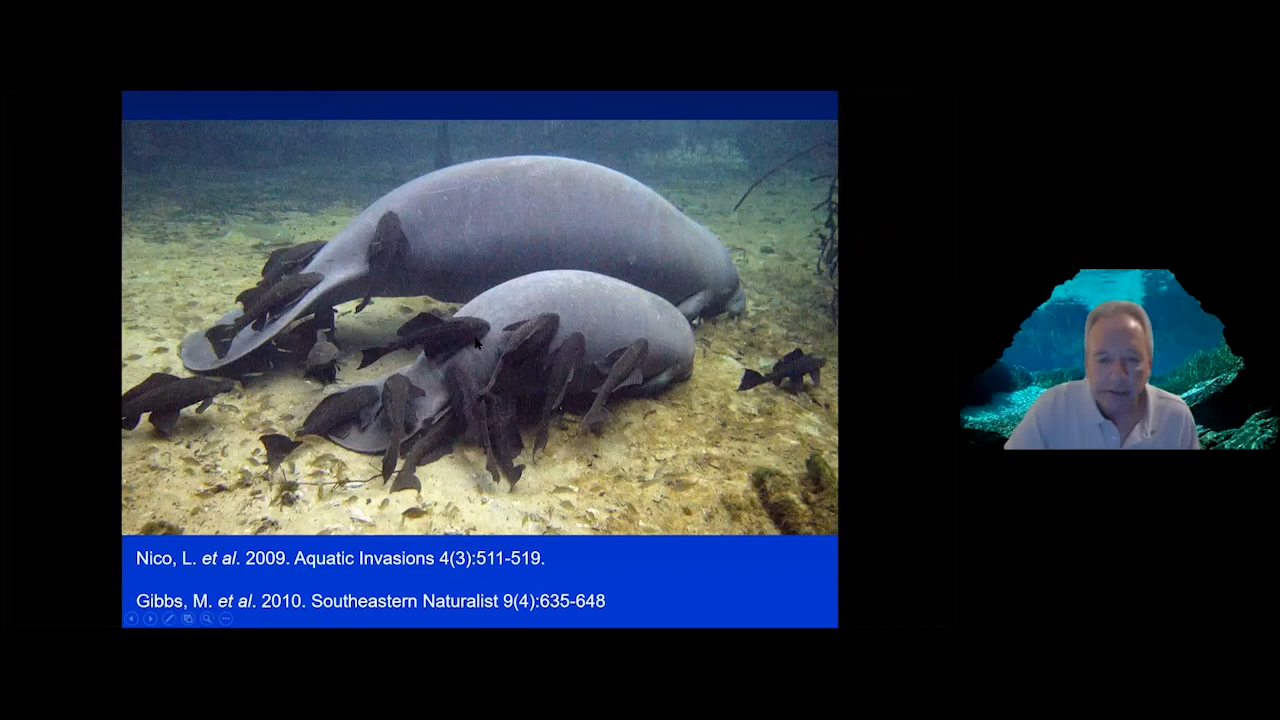 Nico, L. et al. 2009. Aquatic Invasions 4(3):511-519.
Gibbs, M. et al. 2010. Southeastern Naturalist 9(4):635-648